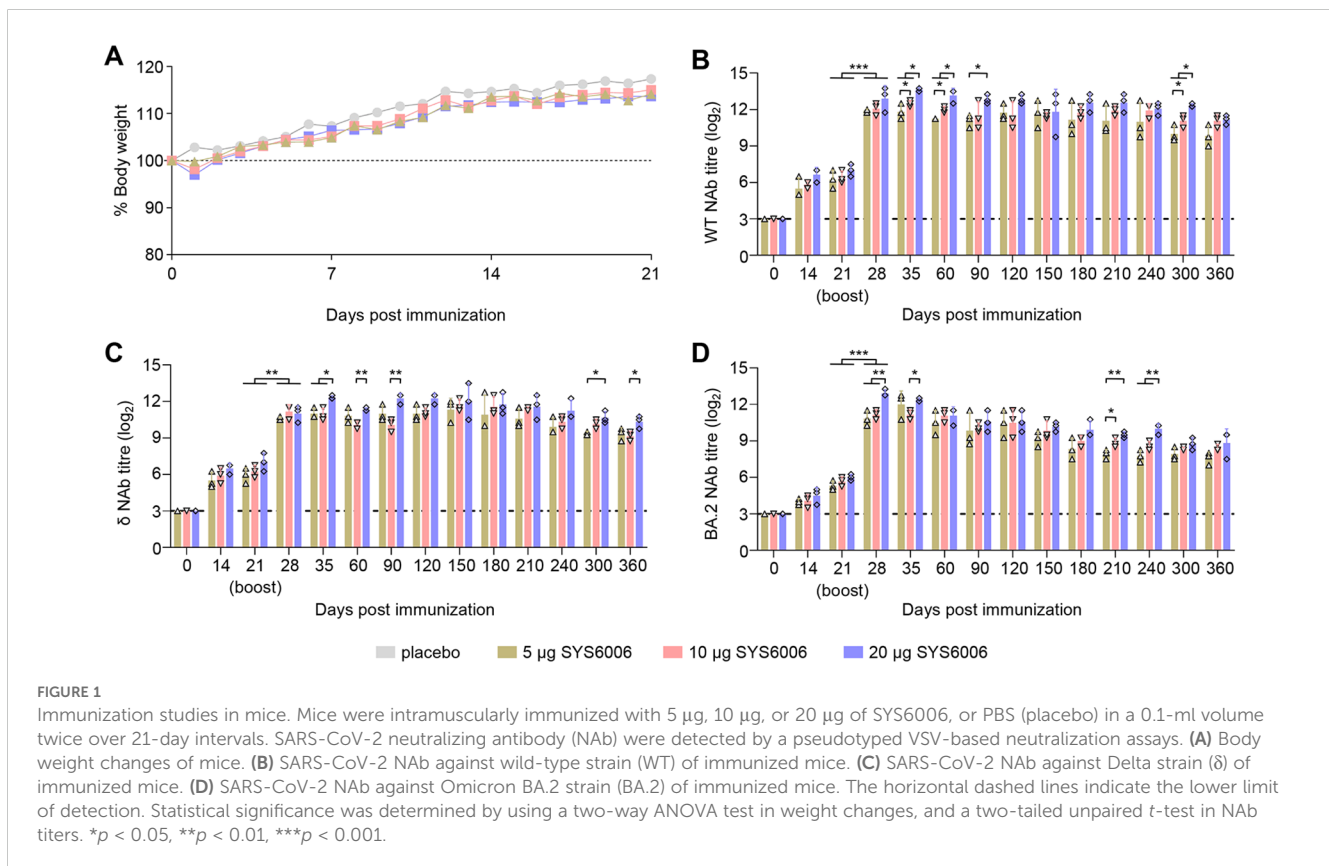 A
120
110
100
90
80
% Body weight
0 7 14 21
Days post immunization
B
*** * * * * * * *
15
12
9
6
3
0
WT NAb titre (log2)
0 14 21 28 35 60 90 120 150 180 210 240 300 360
(boost)
Days post immunization
C
** * ** ** * *
15
12
9
6
3
0
δ NAb titre (log2)
0 14 21 28 35 60 90 120 150 180 210 240 300 360
(boost)
Days post immunization
D
*** ** * ** * **
15
12
9
6
3
0
BA.2 NAb titre (log2)
0 14 21 28 35 60 90 120 150 180 210 240 300 360
(boost)
Days post immunization
placebo 5 μg SYS6006 10 μg SYS6006 20 μg SYS6006
FIGURE 1
Immunization studies in mice. Mice were intramuscularly immunized with 5 μg, 10 μg, or 20 μg of SYS6006, or PBS (placebo) in a 0.1-ml volume
twice over 21-day intervals. SARS-CoV-2 neutralizing antibody (NAb) were detected by a pseudotyped VSV-based neutralization assays. (A) Body
weight changes of mice. (B) SARS-CoV-2 NAb against wild-type strain (WT) of immunized mice. (C) SARS-CoV-2 NAb against Delta strain (δ) of
immunized mice. (D) SARS-CoV-2 NAb against Omicron BA.2 strain (BA.2) of immunized mice. The horizontal dashed lines indicate the lower limit
of detection. Statistical significance was determined by using a two-way ANOVA test in weight changes, and a two-tailed unpaired t-test in NAb
titers. *p < 0.05, **p < 0.01, ***p < 0.001.